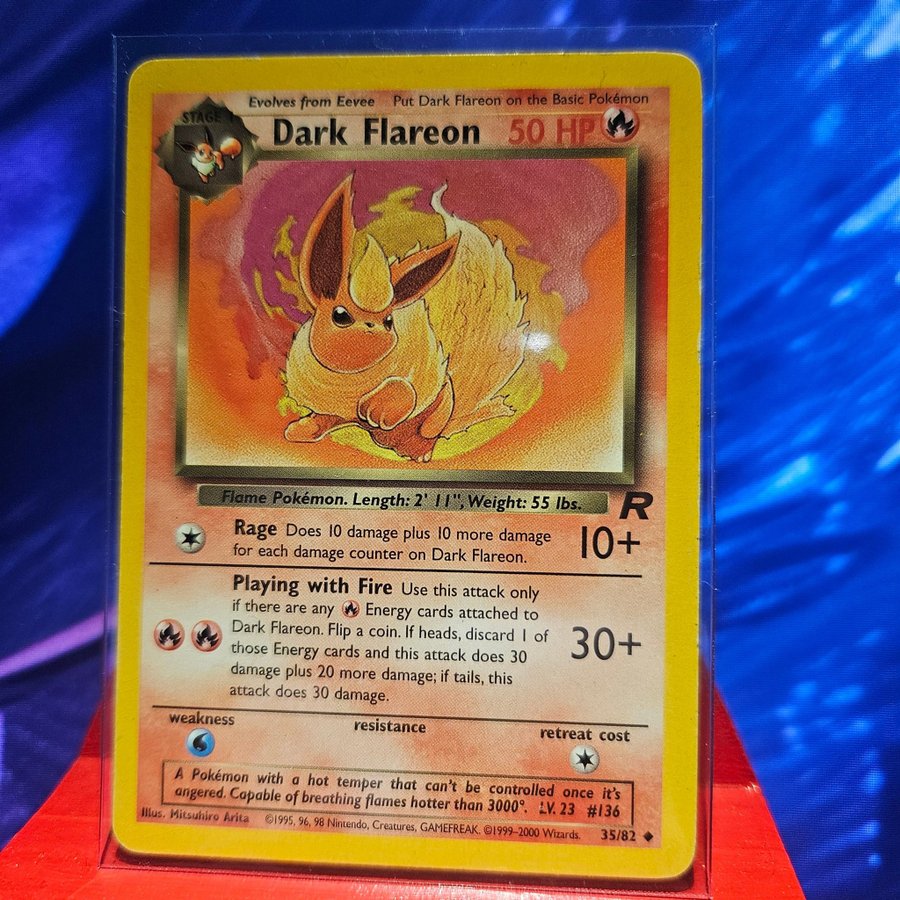 Evolves from Eevee Put Dark Flareon on the Basic Pokémon
STAGE 1
Dark Flareon 50 HP
Flame Pokémon. Length: 2' 11", Weight: 55 lbs.
R
Rage Does 10 damage plus 10 more damage
for each damage counter on Dark Flareon.
10+
Playing with Fire Use this attack only
if there are any Energy cards attached to
Dark Flareon. Flip a coin. If heads, discard 1 of
those Energy cards and this attack does 30
damage plus 20 more damage; if tails, this
attack does 30 damage.
30+
weakness
resistance
retreat cost
A Pokémon with a hot temper that can't be controlled once it's
angered. Capable of breathing flames hotter than 3000°. LV. 23 #136
Illus. Mitsuhiro Arita ©1995, 96, 98 Nintendo, Creatures, GAMEFREAK. ©1999-2000 Wizards. 35/82